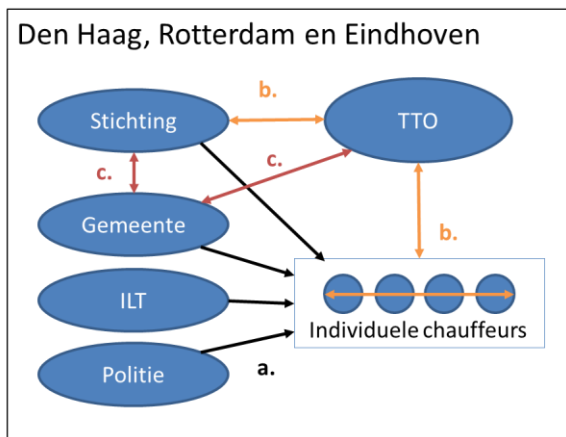 Den Haag, Rotterdam en Eindhoven
b.
Stichting
TTO
c.
c.
Gemeente
b.
ILT
Individuele chauffeurs
Politie
a.